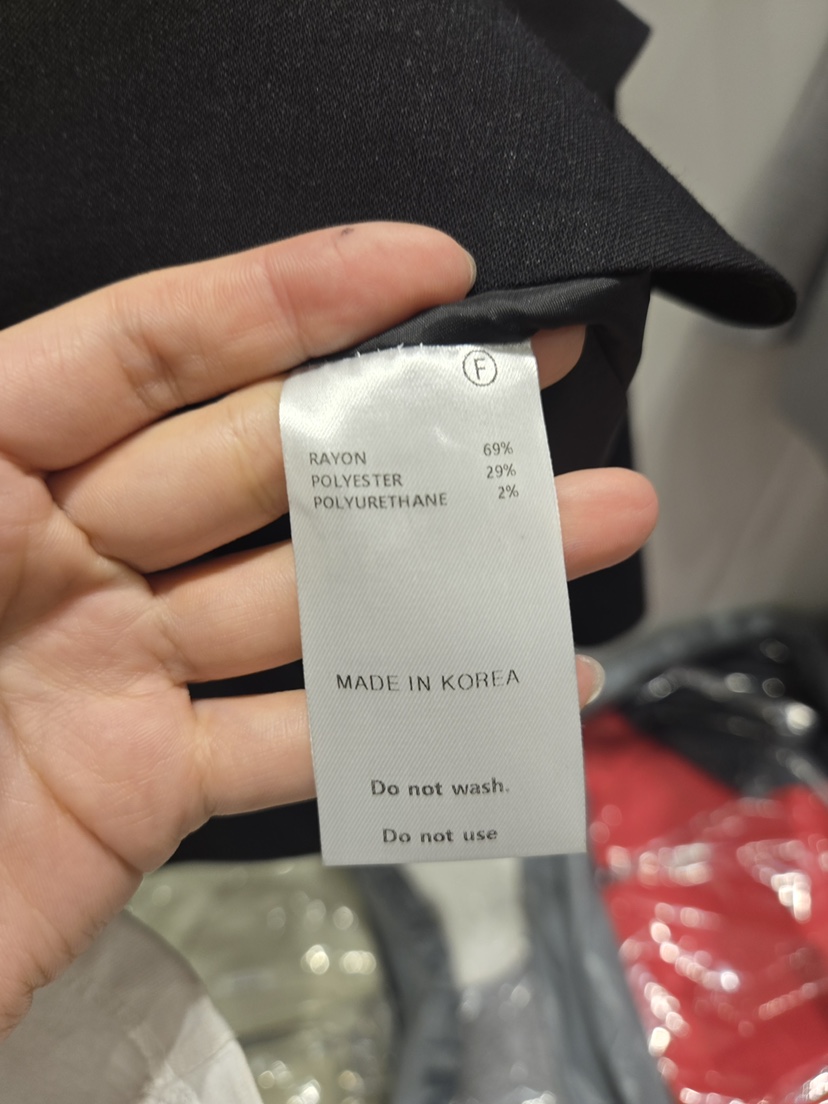 F
RAYON 69%
POLYESTER 29%
POLYURETHANE 2%
MADE IN KOREA
Do not wash.
Do not use